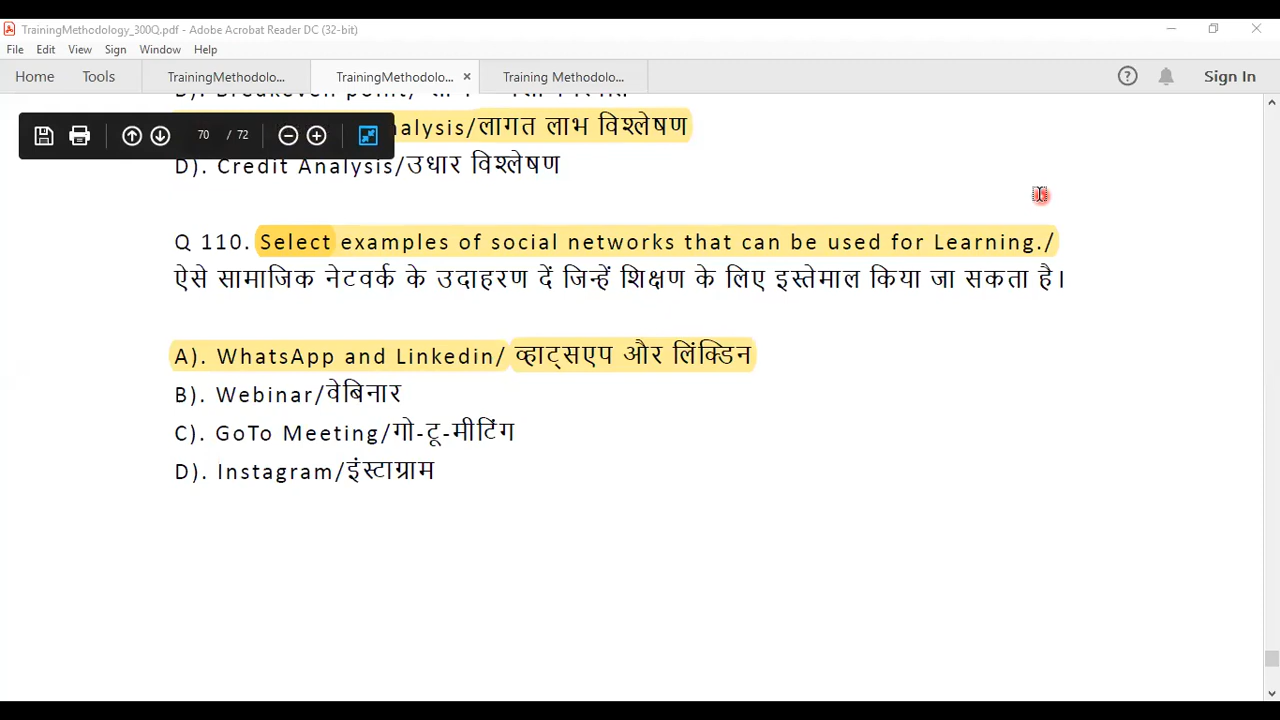 TrainingMethodology_300Q.pdf - Adobe Acrobat Reader DC (32-bit)
File Edit View Sign Window Help
Home Tools TrainingMethodolo... TrainingMethodolo... × Training Methodolo... Sign In
70 / 72
nalysis/लागत लाभ विश्लेषण
D). Credit Analysis/उधार विश्लेषण
Q 110. Select examples of social networks that can be used for Learning./
ऐसे सामाजिक नेटवर्क के उदाहरण दें जिन्हें शिक्षण के लिए इस्तेमाल किया जा सकता है।
A). WhatsApp and Linkedin/ व्हाट्सएप और लिंक्डिन
B). Webinar/वेबिनार
C). GoTo Meeting/गो-टू-मीटिंग
D). Instagram/इंस्टाग्राम